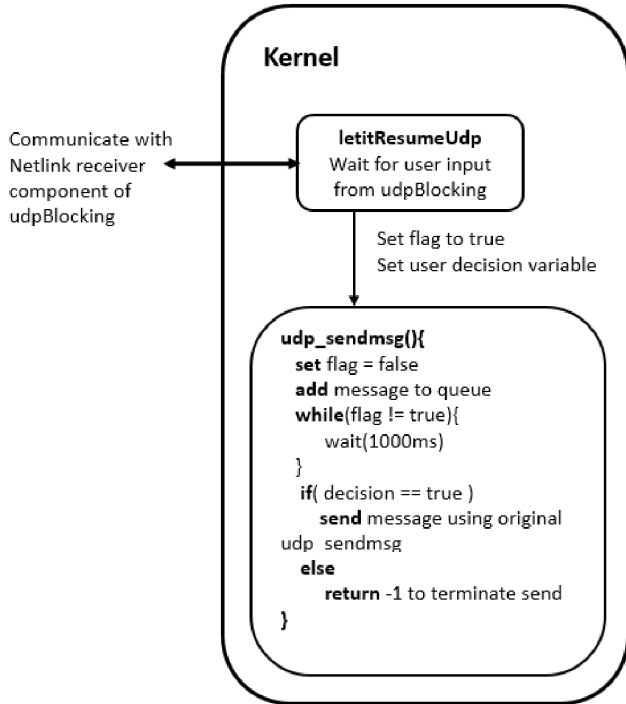 Kernel
Communicate with
Netlink receiver
component of
udpBlocking
letitResumeUdp
Wait for user input
from udpBlocking
Set flag to true
Set user decision variable
udp_sendmsg(){
set flag = false
add message to queue
while(flag != true){
wait(1000ms)
}
if( decision == true )
send message using original
udp sendmsg
else
return -1 to terminate send
}